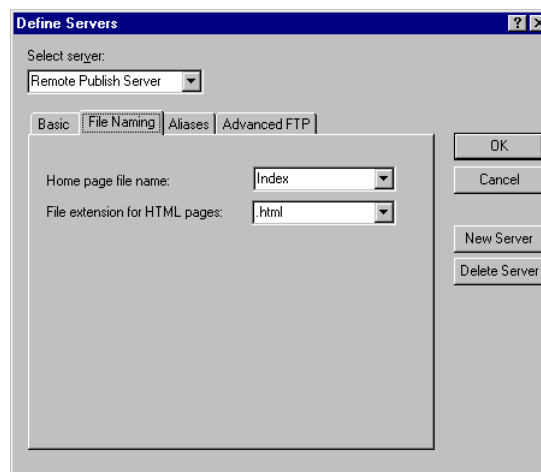 Define Servers
Select server:
Remote Publish Server
Basic File Naming Aliases Advanced FTP
Home page file name: Index
File extension for HTML pages: .html
OK
Cancel
New Server
Delete Server